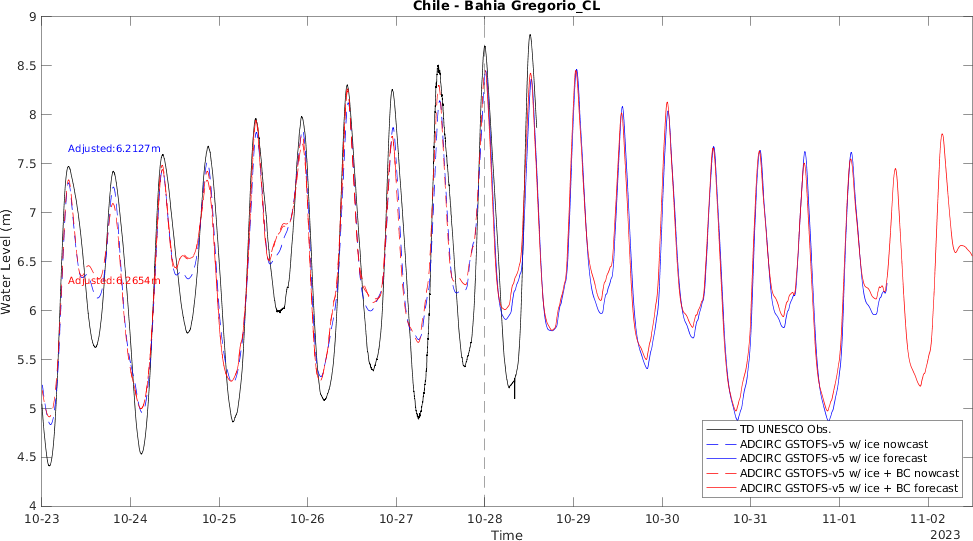 Chile - Bahia Gregorio_CL
9
8.5
8
7.5
7
6.5
6
5.5
5
4.5
4
Water Level (m)
Adjusted:6.2127m
Adjusted:6.2654m
TD UNESCO Obs.
ADCIRC GSTOFS-v5 w/ ice nowcast
ADCIRC GSTOFS-v5 w/ ice forecast
ADCIRC GSTOFS-v5 w/ ice + BC nowcast
ADCIRC GSTOFS-v5 w/ ice + BC forecast
10-23 10-24 10-25 10-26 10-27 10-28 10-29 10-30 10-31 11-01 11-02
Time
2023